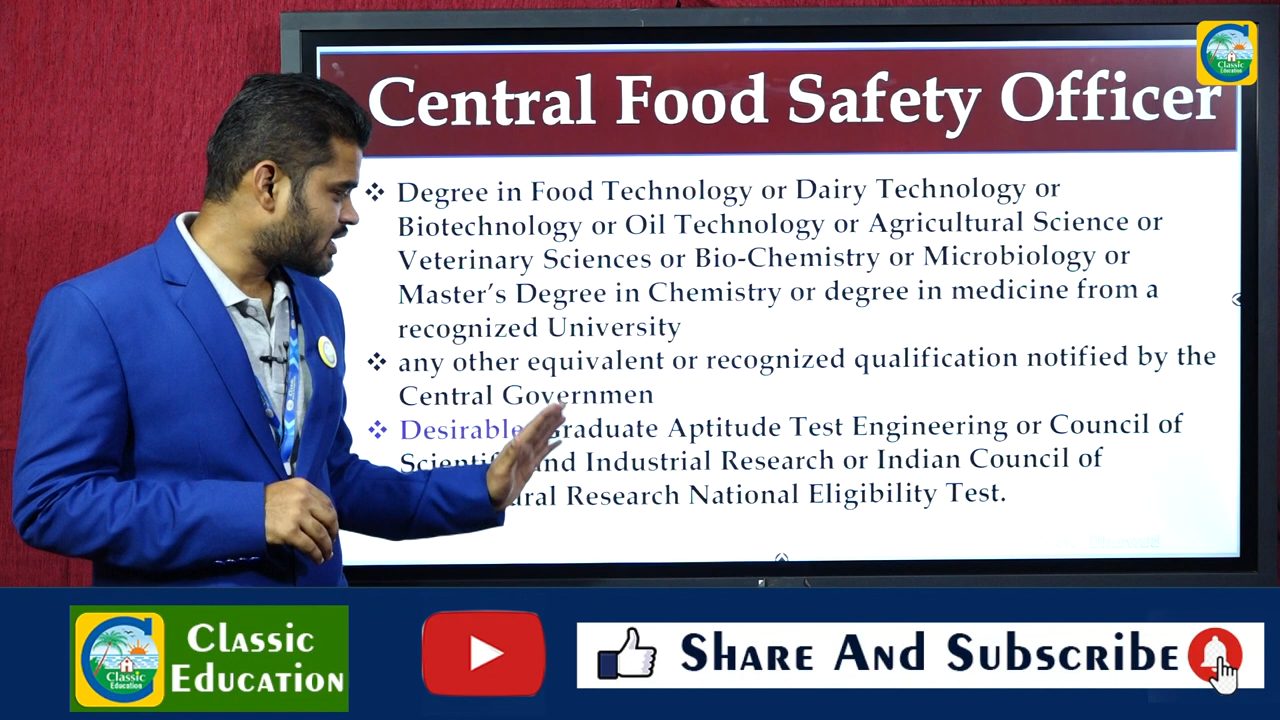 Central Food Safety Officer
Classic
Education
❖ Degree in Food Technology or Dairy Technology or
Biotechnology or Oil Technology or Agricultural Science or
Veterinary Sciences or Bio-Chemistry or Microbiology or
Master's Degree in Chemistry or degree in medicine from a
recognized University
❖ any other equivalent or recognized qualification notified by the
Central Governmen
❖ Desirable Graduate Aptitude Test Engineering or Council of
and Industrial Research or Indian Council of
Research National Eligibility Test.
Classic
Education
Classic
Education
Share And Subscribe